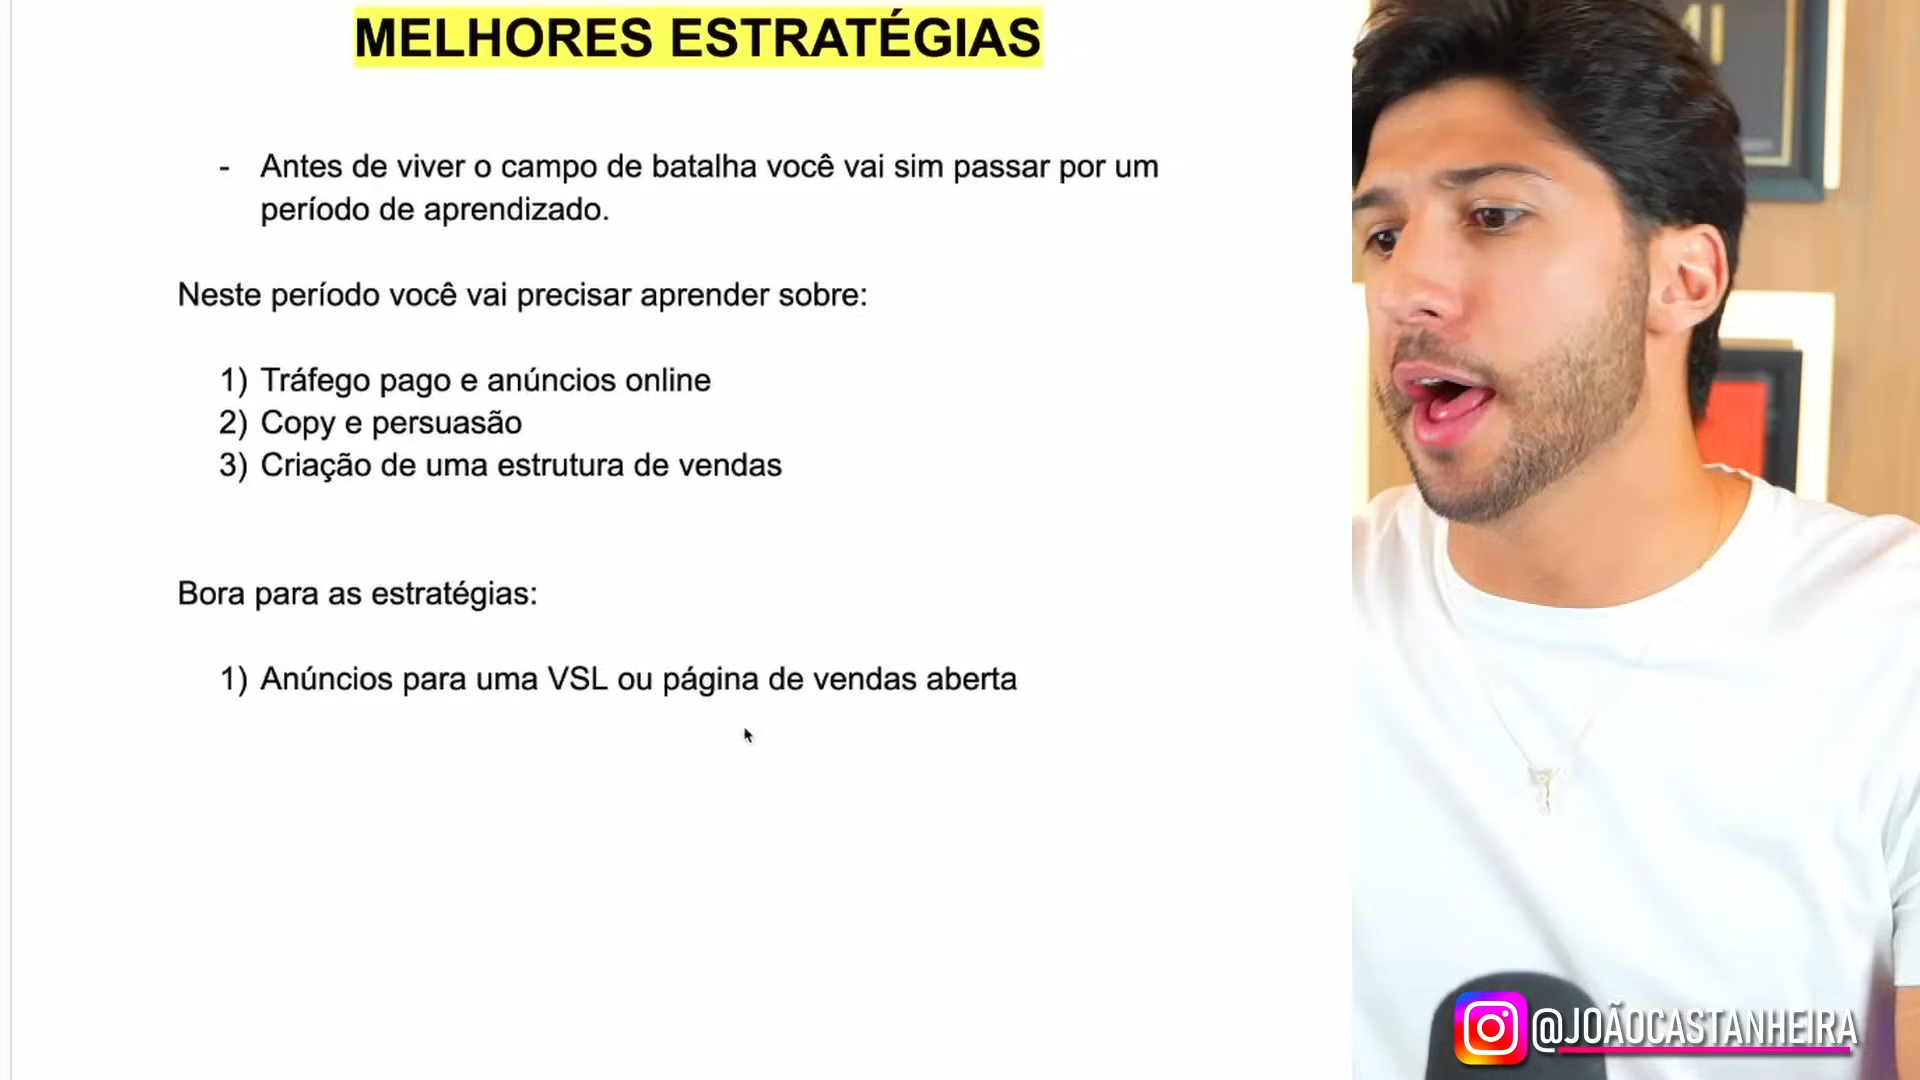 MELHORES ESTRATÉGIAS
- Antes de viver o campo de batalha você vai sim passar por um
período de aprendizado.
Neste período você vai precisar aprender sobre:
1) Tráfego pago e anúncios online
2) Copy e persuasão
3) Criação de uma estrutura de vendas
Bora para as estratégias:
1) Anúncios para uma VSL ou página de vendas aberta
@JOÃOCASTANHEIRA